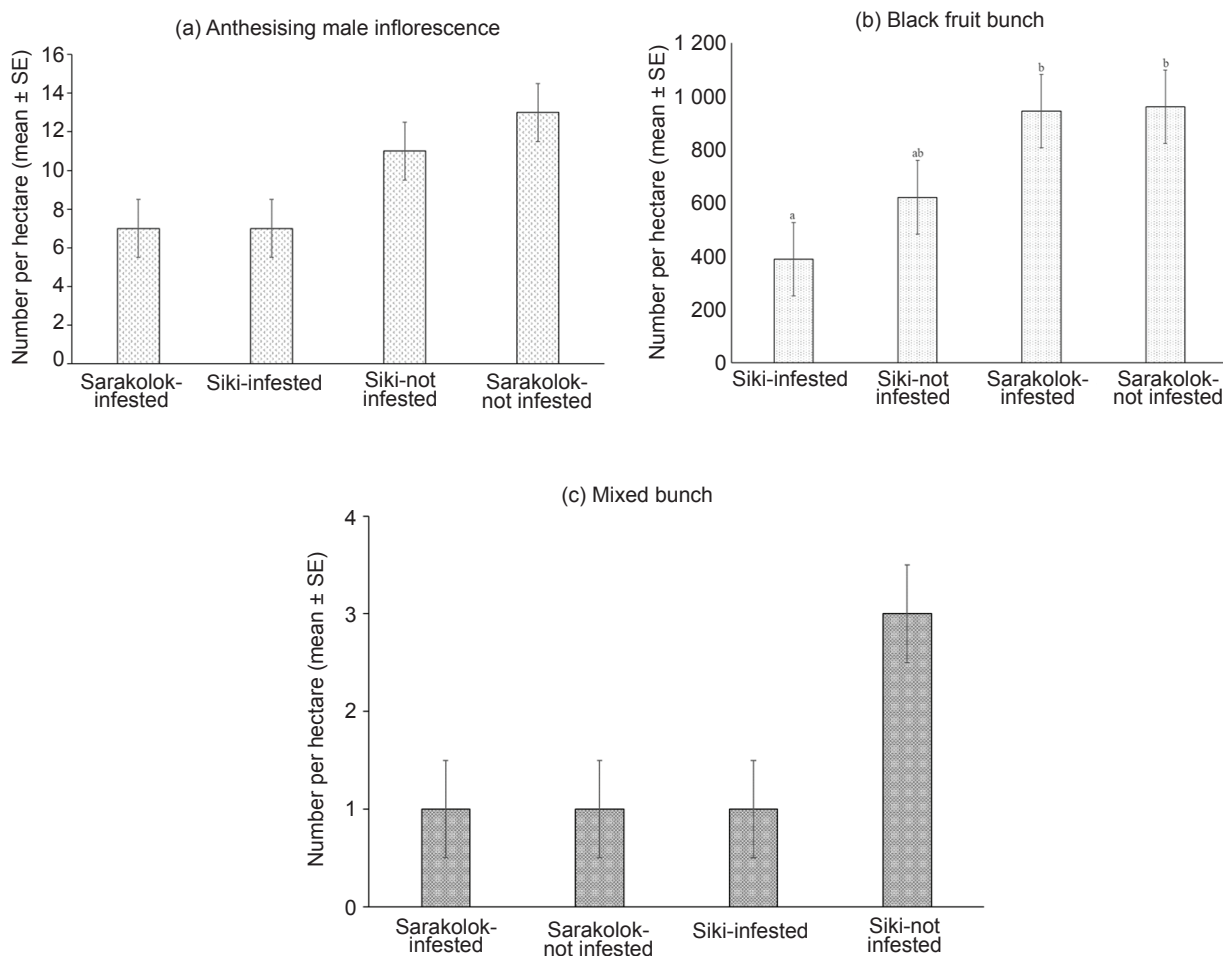 (a) Anthesising male inflorescence
Number per hectare (mean ± SE)
16
14
12
10
8
6
4
2
0
Sarakolok-
infested
Siki-infested
Siki-not
infested
Sarakolok-
not infested
(b) Black fruit bunch
Number per hectare (mean ± SE)
1 200
1 000
800
600
400
200
0
a
ab
b
b
Siki-infested
Siki-not
infested
Sarakolok-
infested
Sarakolok-
not infested
(c) Mixed bunch
Number per hectare (mean ± SE)
4
3
2
1
0
Sarakolok-
infested
Sarakolok-
not infested
Siki-infested
Siki-not
infested